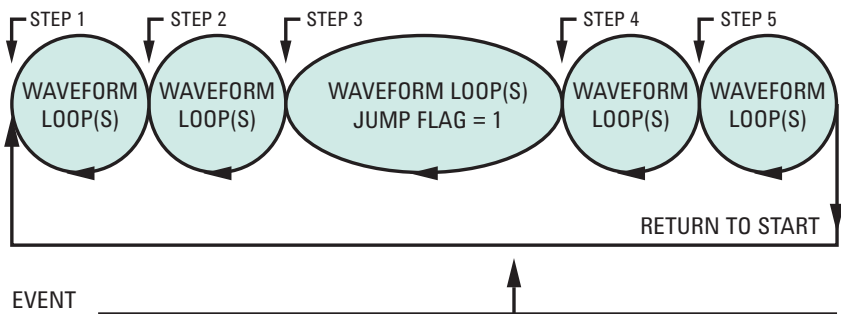 STEP 1
STEP 2
STEP 3
STEP 4
STEP 5
WAVEFORM
LOOP(S)
WAVEFORM
LOOP(S)
WAVEFORM LOOP(S)
JUMP FLAG = 1
WAVEFORM
LOOP(S)
WAVEFORM
LOOP(S)
RETURN TO START
EVENT